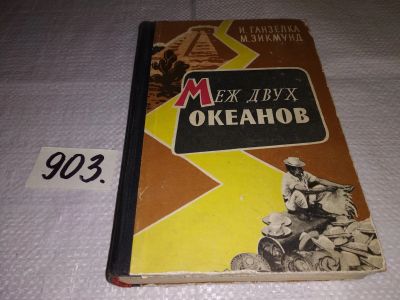 И. ГАНЗЕЛКА
М. ЗИКМУНД
МЕЖ ДВУХ
ОКЕАНОВ
903.